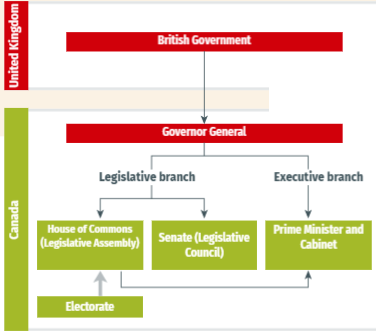 United Kingdom
British Government
Canada
Governor General
Legislative branch
Executive branch
House of Commons
(Legislative Assembly)
Senate (Legislative
Council)
Prime Minister and
Cabinet
Electorate